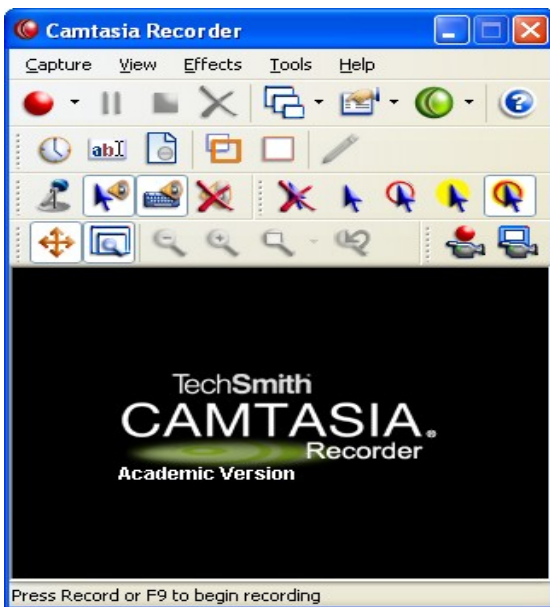 Camtasia Recorder
Capture View Effects Tools Help
abI
TechSmith
CAMTASIA®
Recorder
Academic Version
Press Record or F9 to begin recording